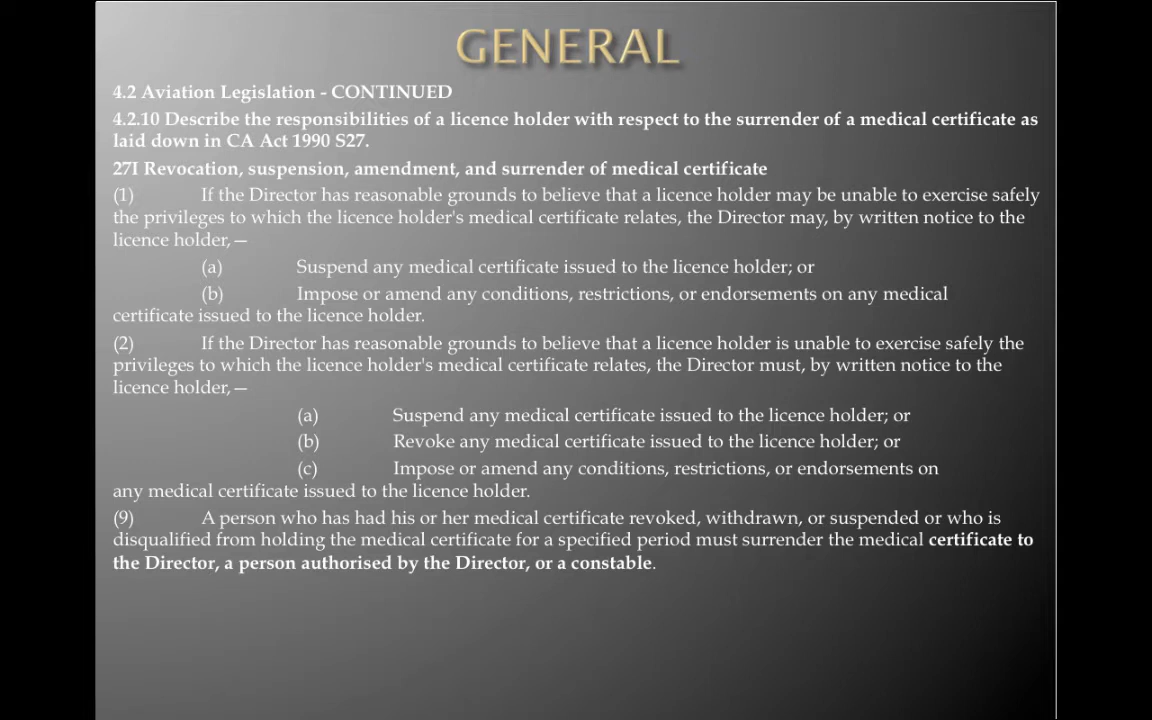 GENERAL
4.2 Aviation Legislation - CONTINUED
4.2.10 Describe the responsibilities of a licence holder with respect to the surrender of a medical certificate as
laid down in CA Act 1990 S27.
27I Revocation, suspension, amendment, and surrender of medical certificate
(1) If the Director has reasonable grounds to believe that a licence holder may be unable to exercise safely
the privileges to which the licence holder's medical certificate relates, the Director may, by written notice to the
licence holder,—
(a) Suspend any medical certificate issued to the licence holder; or
(b) Impose or amend any conditions, restrictions, or endorsements on any medical
certificate issued to the licence holder.
(2) If the Director has reasonable grounds to believe that a licence holder is unable to exercise safely the
privileges to which the licence holder's medical certificate relates, the Director must, by written notice to the
licence holder,—
(a) Suspend any medical certificate issued to the licence holder; or
(b) Revoke any medical certificate issued to the licence holder; or
(c) Impose or amend any conditions, restrictions, or endorsements on
any medical certificate issued to the licence holder.
(9) A person who has had his or her medical certificate revoked, withdrawn, or suspended or who is
disqualified from holding the medical certificate for a specified period must surrender the medical certificate to
the Director, a person authorised by the Director, or a constable.